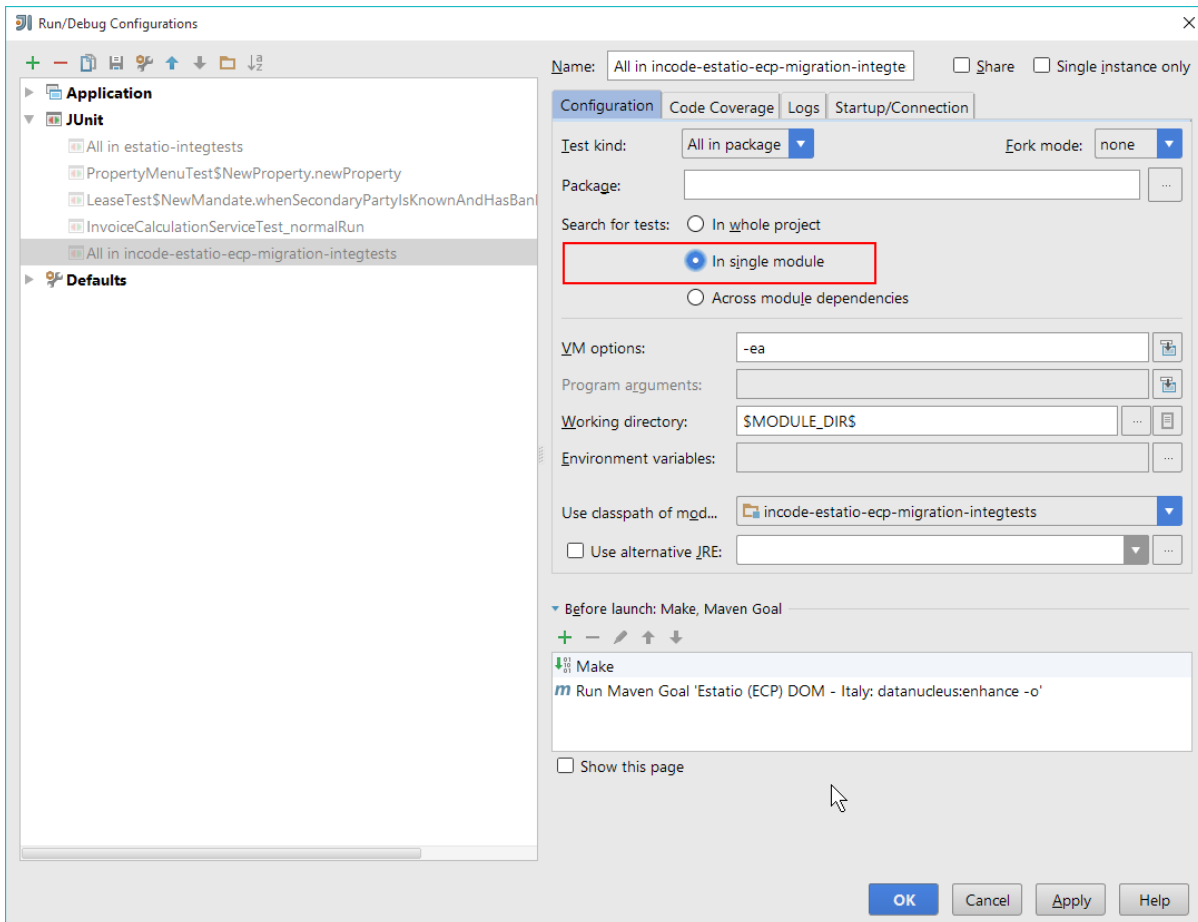 Run/Debug Configurations
Name: All in incode-estatio-ecp-migration-integte Share Single instance only
Application
JUnit
All in estatio-integtests
PropertyMenuTest$NewProperty.newProperty
LeaseTest$NewMandate.whenSecondaryPartyIsKnownAndHasBanl
InvoiceCalculationServiceTest_normalRun
All in incode-estatio-ecp-migration-integtests
Defaults
Configuration Code Coverage Logs Startup/Connection
Test kind: All in package Fork mode: none
Package: ...
Search for tests: In whole project
In single module
Across module dependencies
VM options: -ea
Program arguments:
Working directory: $MODULE_DIR$ ...
Environment variables: ...
Use classpath of mod... incode-estatio-ecp-migration-integtests
Use alternative JRE: ...
Before launch: Make, Maven Goal
Make
Run Maven Goal 'Estatio (ECP) DOM - Italy: datanucleus:enhance -o'
Show this page
OK Cancel Apply Help